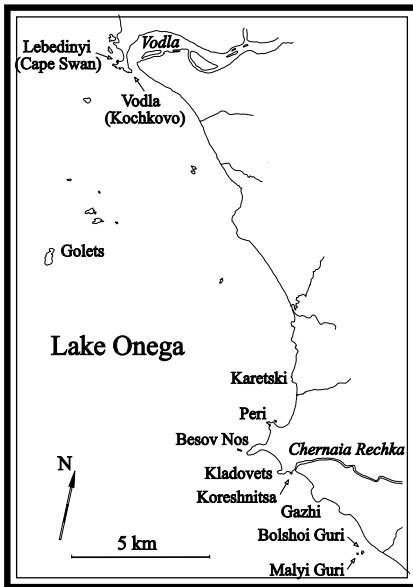 Lebedinyi
(Cape Swan)
Vodla
Vodla
(Kochkovo)
Golets
Lake Onega
Karetski
Peri
Besov Nos
Chernaia Rechka
Kladovets
Koreshnitsa
N
Gazhi
Bolshoi Guri
5 km
Malyi Guri